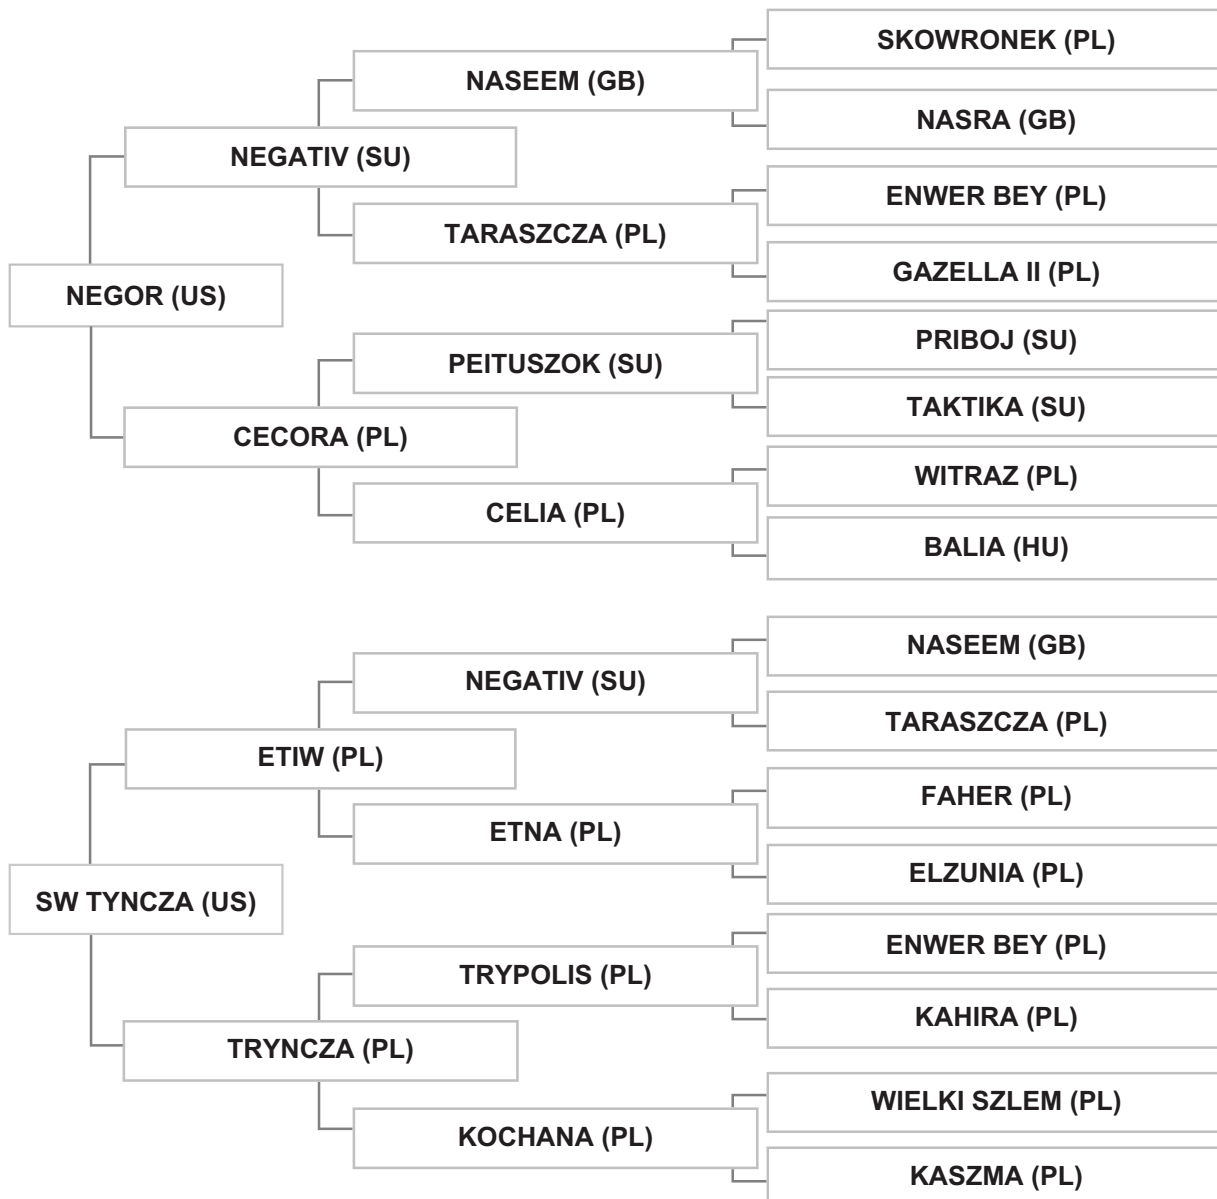 SKOWRONEK (PL)
NASEEM (GB)
NASRA (GB)
NEGATIV (SU)
ENWER BEY (PL)
TARASZCZA (PL)
GAZELLA II (PL)
NEGOR (US)
PRIBOJ (SU)
PEITUSZOK (SU)
TAKTIKA (SU)
CECORA (PL)
WITRAZ (PL)
CELIA (PL)
BALIA (HU)
NASEEM (GB)
NEGATIV (SU)
TARASZCZA (PL)
ETIW (PL)
FAHER (PL)
ETNA (PL)
ELZUNIA (PL)
SW TYNCZA (US)
ENWER BEY (PL)
TRYPOLIS (PL)
KAHIRA (PL)
TRYNCZA (PL)
WIELKI SZLEM (PL)
KOCHANA (PL)
KASZMA (PL)